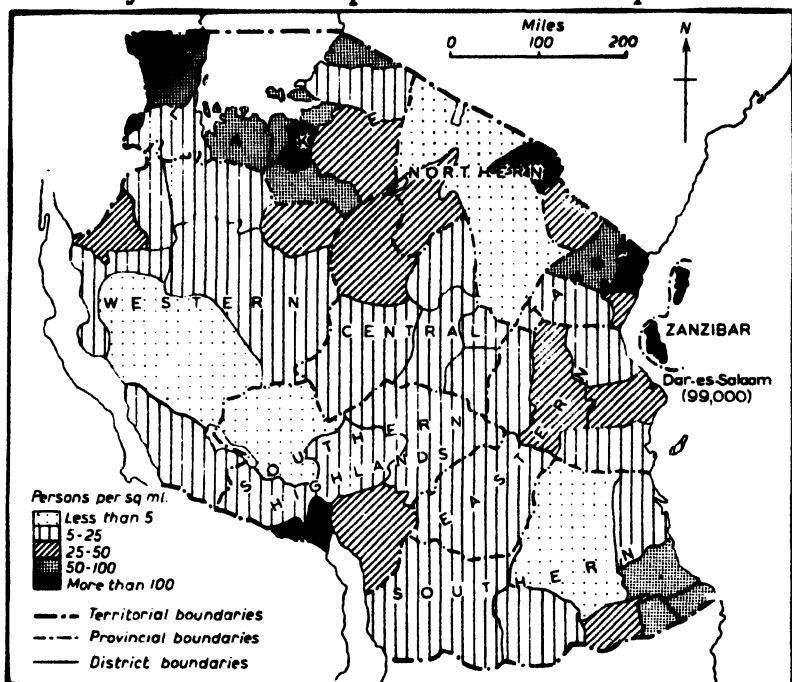 Miles
0 100 200
N
NORTHERN
WESTERN
CENTRAL
ZANZIBAR
Dar-es-Salaam
(99,000)
SOUTHERN
HIGHLANDS
EASTERN
SOUTHERN
Persons per sq ml.
Less than 5
5-25
25-50
50-100
More than 100
Territorial boundaries
Provincial boundaries
District boundaries